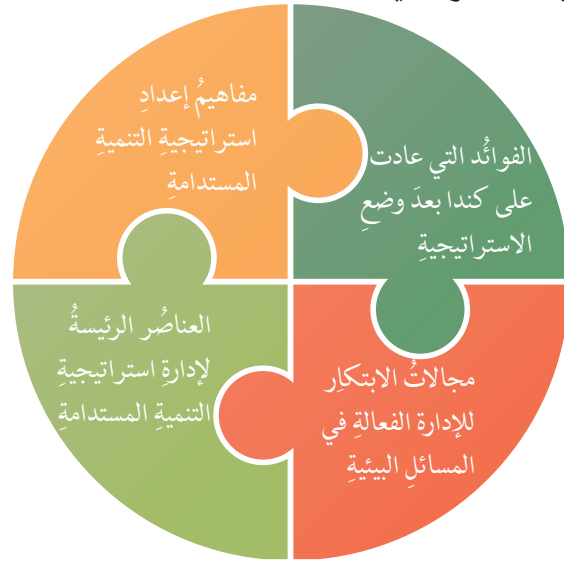 الفوائُد التي عادت
على كندا بعدَ وضعِ
الاستراتيجيةِ
مفاهيمُ إعدادِ
استراتيجيةِ التنميةِ
المستدامةِ
مجالاتُ الابتكارِ
للإدارة الفعالةِ في
المسائلِ البيئيةِ
العناصُر الرئيسةُ
لإدارةِ استراتيجيةِ
التنميةِ المستدامةِ